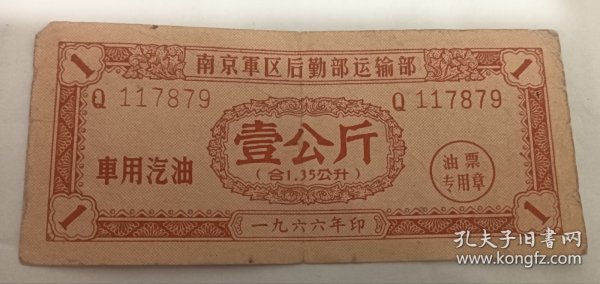 南京軍区后勤部运输部
1
1
Q 117879
Q 117879
壹公斤
(合1.35公升)
車用汽油
油票
专用章
1
1
一九六六年印
孔夫子旧書网
www.kongfz.com